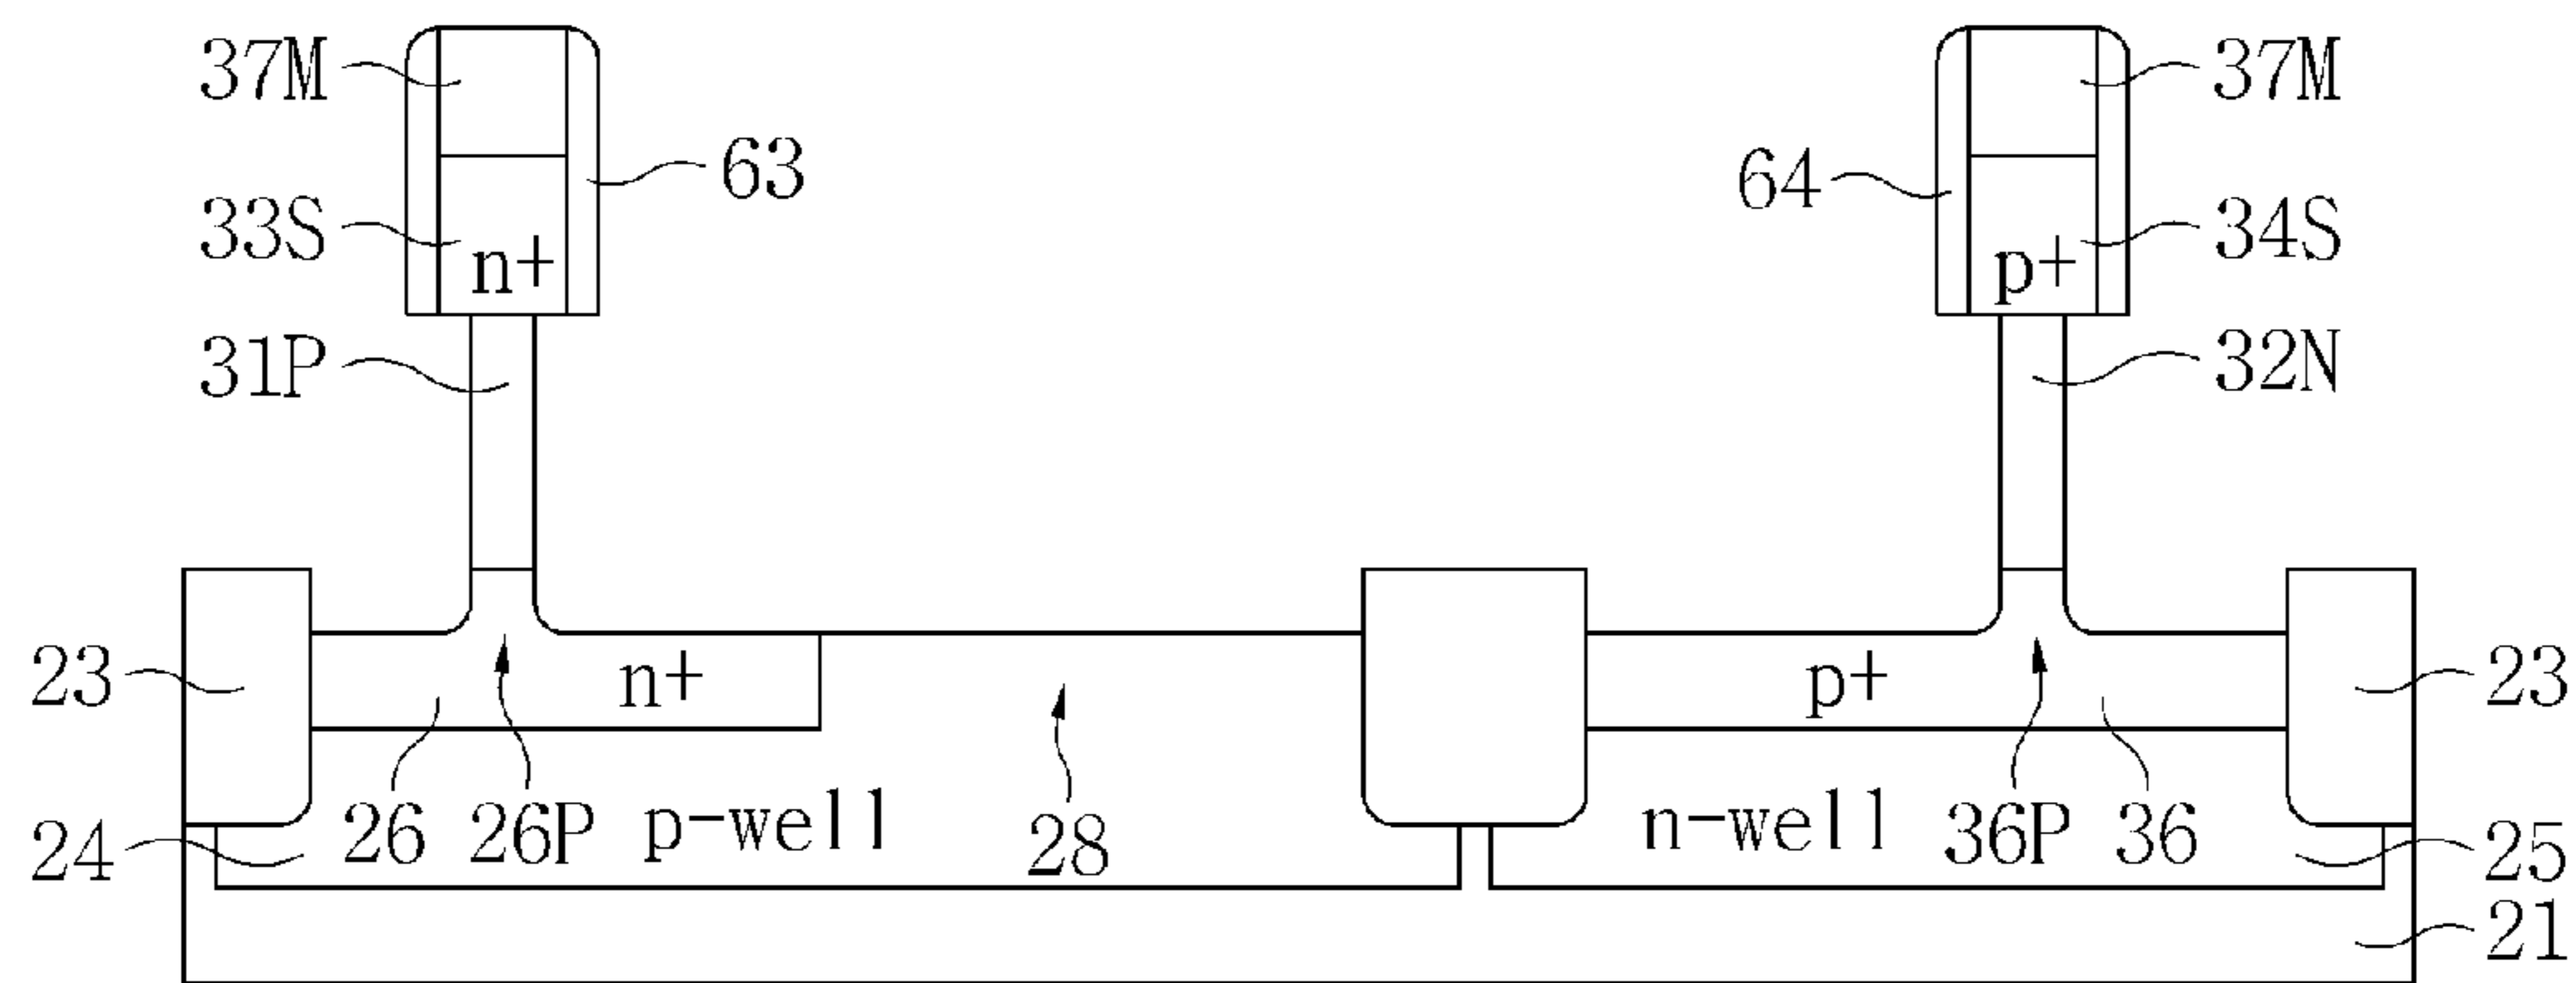 37M 37M
63 64
33S n+ p+ 34S
31P 32N
23 n+ p+ 23
24 26 26P p-well 28 n-well 36P 36 25
21